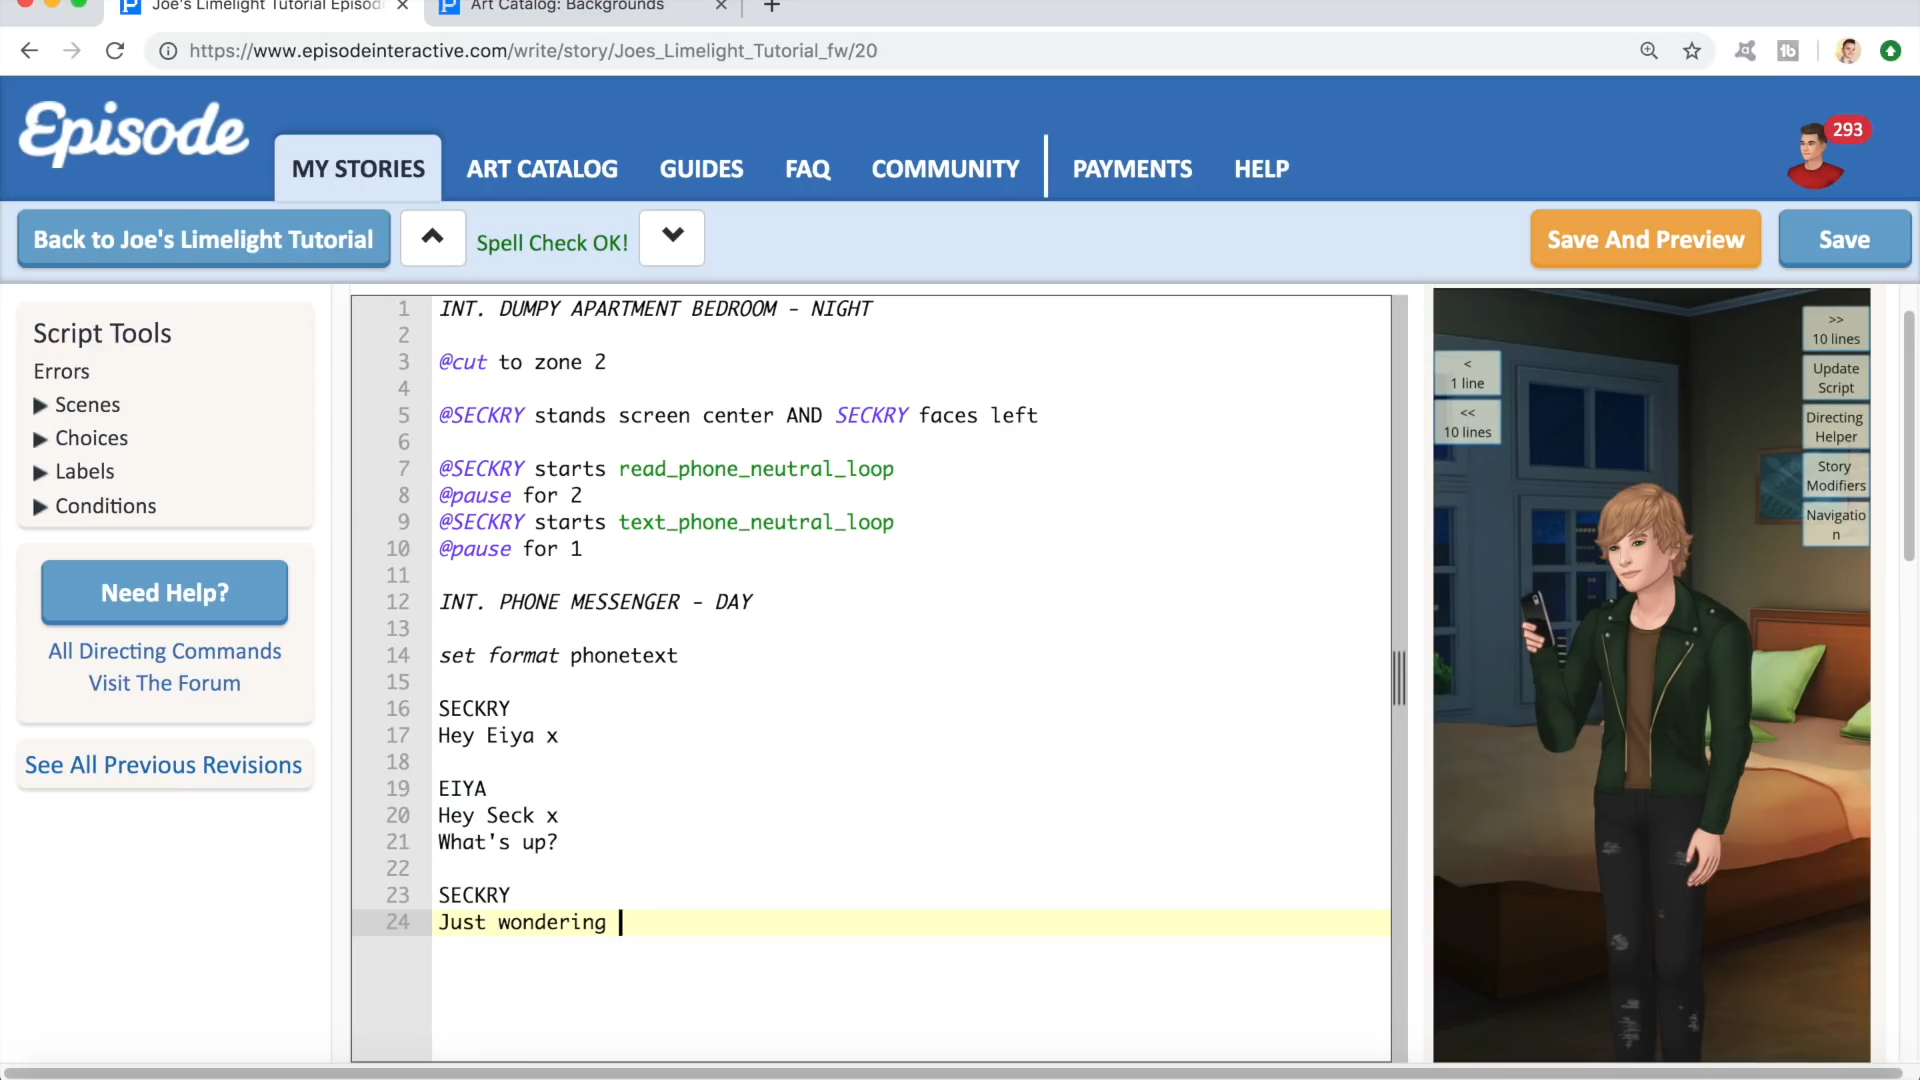 Joe's Limelight Tutorial Episod
Art Catalog: Backgrounds
https://www.episodeinteractive.com/write/story/Joes_Limelight_Tutorial_fw/20
Episode
MY STORIES
ART CATALOG
GUIDES
FAQ
COMMUNITY
PAYMENTS
HELP
293
Back to Joe's Limelight Tutorial
Spell Check OK!
Save And Preview
Save
Script Tools
Errors
Scenes
Choices
Labels
Conditions
Need Help?
All Directing Commands
Visit The Forum
See All Previous Revisions
1 INT. DUMPY APARTMENT BEDROOM - NIGHT
2
3 @cut to zone 2
4
5 @SECKRY stands screen center AND SECKRY faces left
6
7 @SECKRY starts read_phone_neutral_loop
8 @pause for 2
9 @SECKRY starts text_phone_neutral_loop
10 @pause for 1
11
12 INT. PHONE MESSENGER - DAY
13
14 set format phonetext
15
16 SECKRY
17 Hey Eiya x
18
19 EIYA
20 Hey Seck x
21 What's up?
22
23 SECKRY
24 Just wondering
<
1 line
<<
10 lines
>>
10 lines
Update
Script
Directing
Helper
Story
Modifiers
Navigatio
n